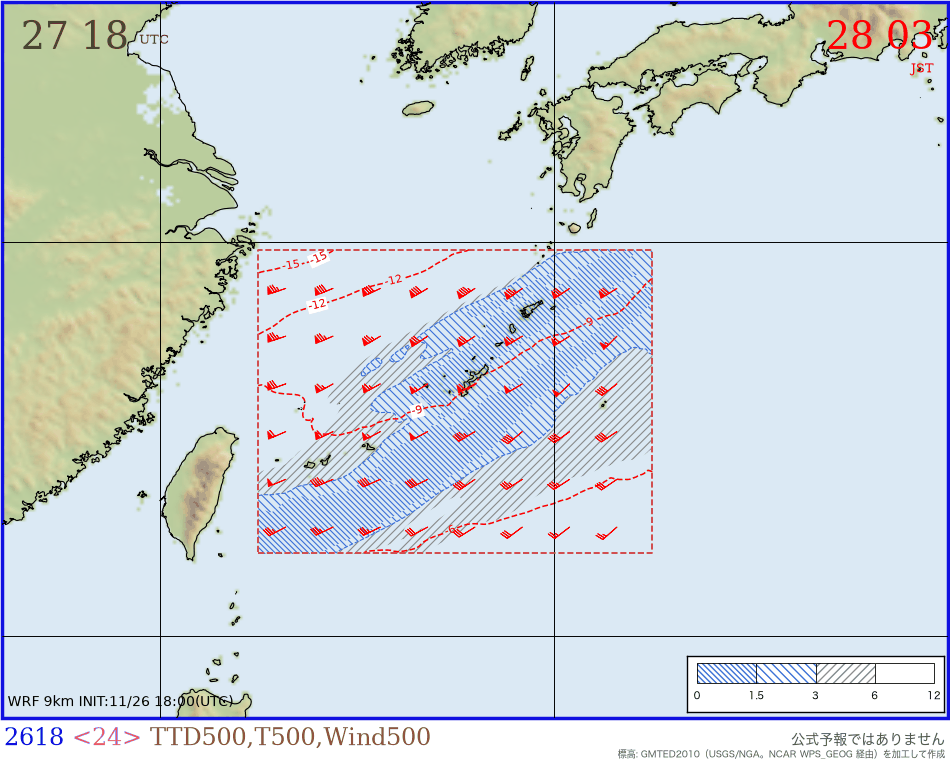 27 18 UTC
28 03
JST
-15 -15
-12
-12
-9
-9
-6
WRF 9km INIT:11/26 18:00(UTC)
0 1.5 3 6 12
2618 <24> TTD500,T500,Wind500
公式予報ではありません
標高: GMTED2010（USGS/NGA。NCAR WPS_GEOG 経由）を加工して作成